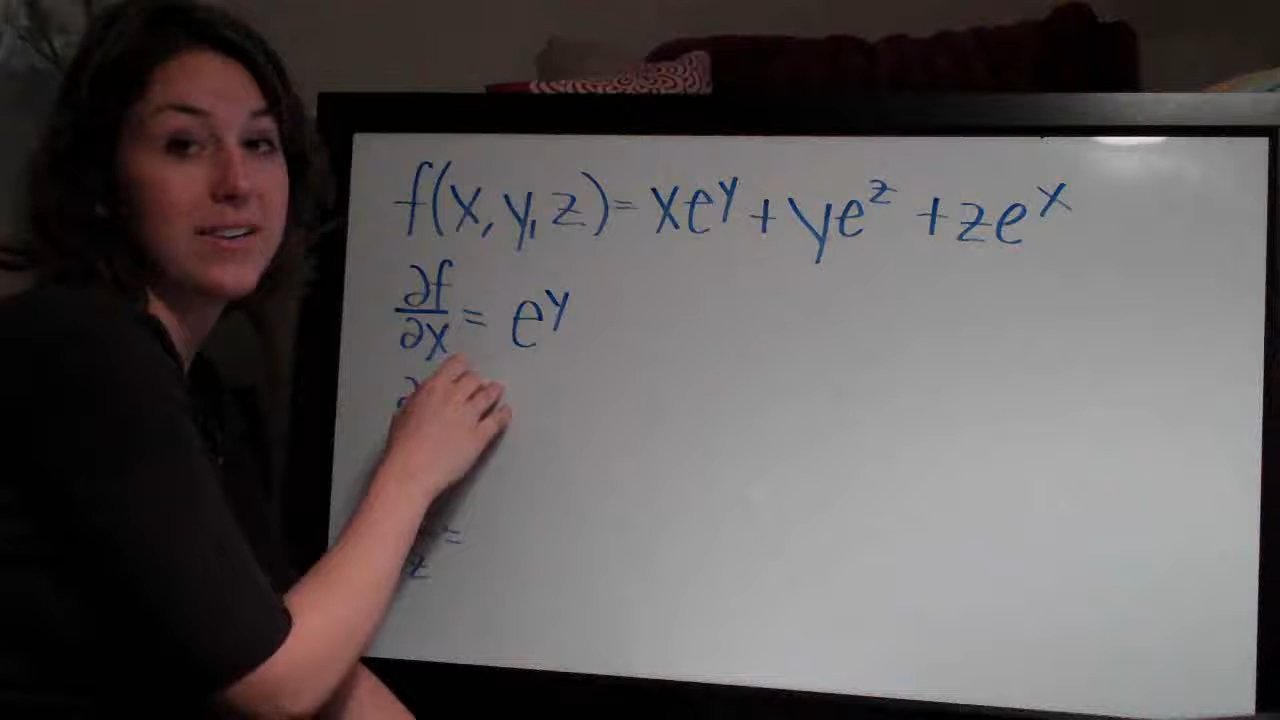 f(x, y, z) = xe^y + ye^z + ze^x
∂f/∂x = e^y
∂
=
z